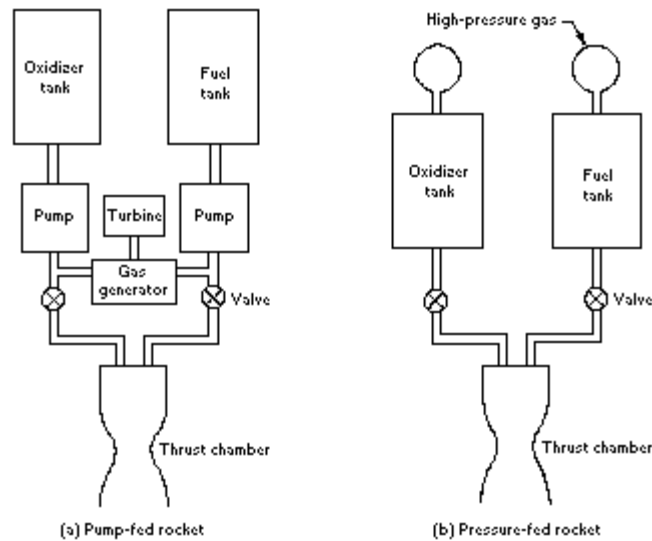 High-pressure gas
Oxidizer
tank
Fuel
tank
Pump
Turbine
Pump
Gas
generator
Valve
Thrust chamber
(a) Pump-fed rocket
Oxidizer
tank
Fuel
tank
Valve
Thrust chamber
(b) Pressure-fed rocket